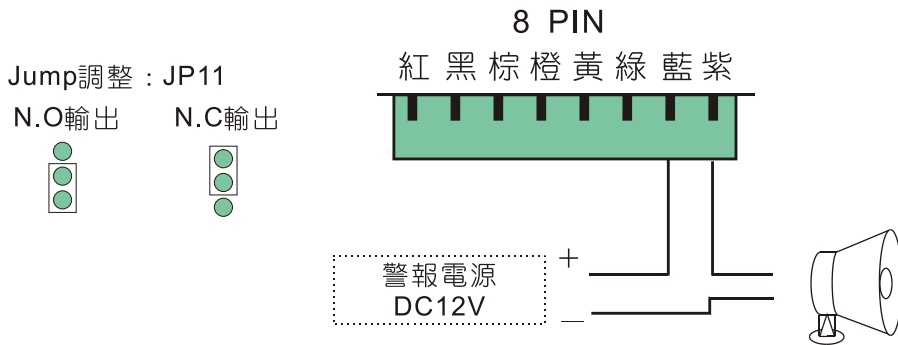 8 PIN
紅 黑 棕 橙 黃 綠 藍 紫
Jump調整：JP11
N.O輸出 N.C輸出
警報電源
DC12V
+
—